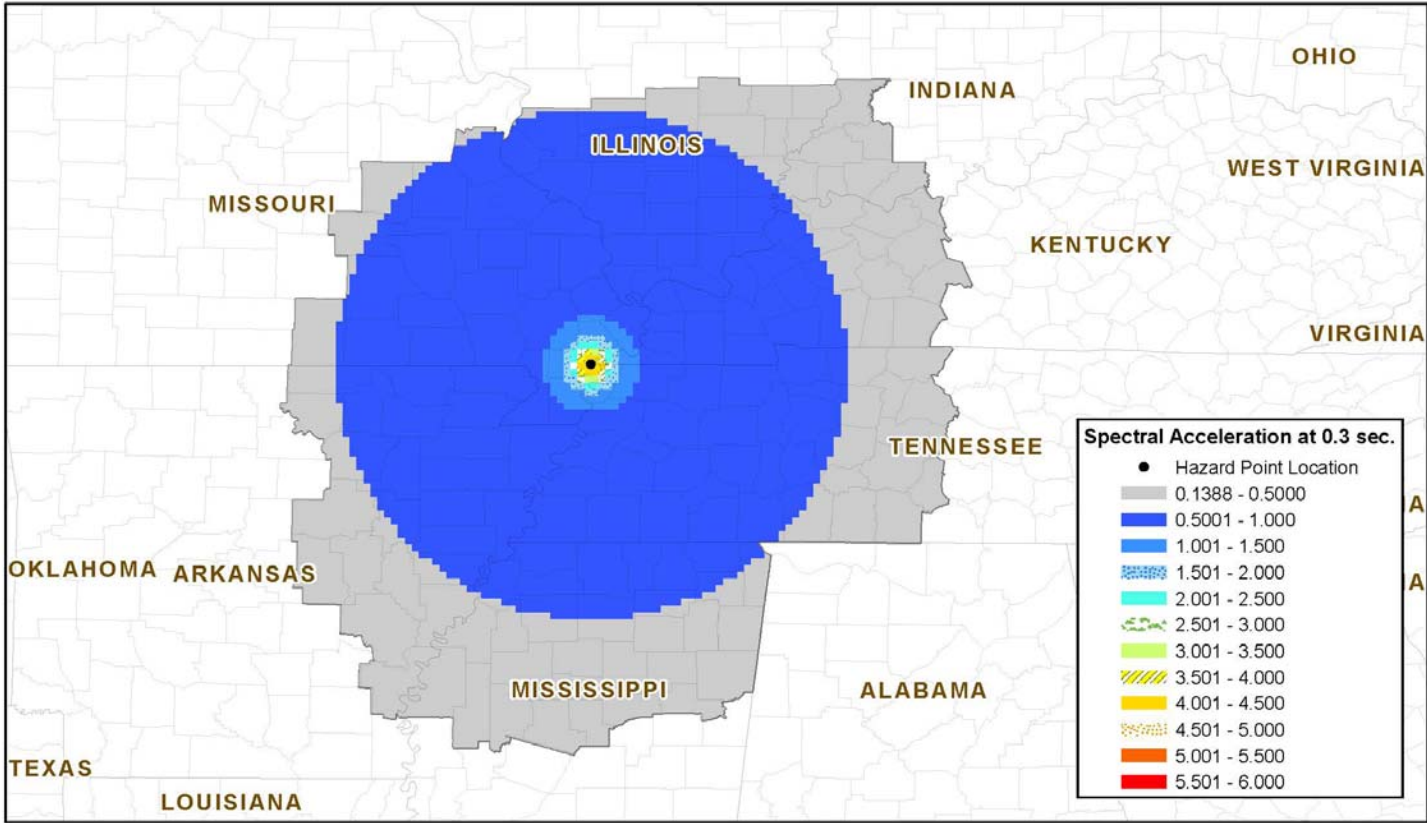 OHIO
INDIANA
ILLINOIS
WEST VIRGINIA
MISSOURI
KENTUCKY
VIRGINIA
TENNESSEE
OKLAHOMA
ARKANSAS
MISSISSIPPI
ALABAMA
TEXAS
LOUISIANA
Spectral Acceleration at 0.3 sec.
Hazard Point Location
0.1388 - 0.5000
0.5001 - 1.000
1.001 - 1.500
1.501 - 2.000
2.001 - 2.500
2.501 - 3.000
3.001 - 3.500
3.501 - 4.000
4.001 - 4.500
4.501 - 5.000
5.001 - 5.500
5.501 - 6.000
A
A